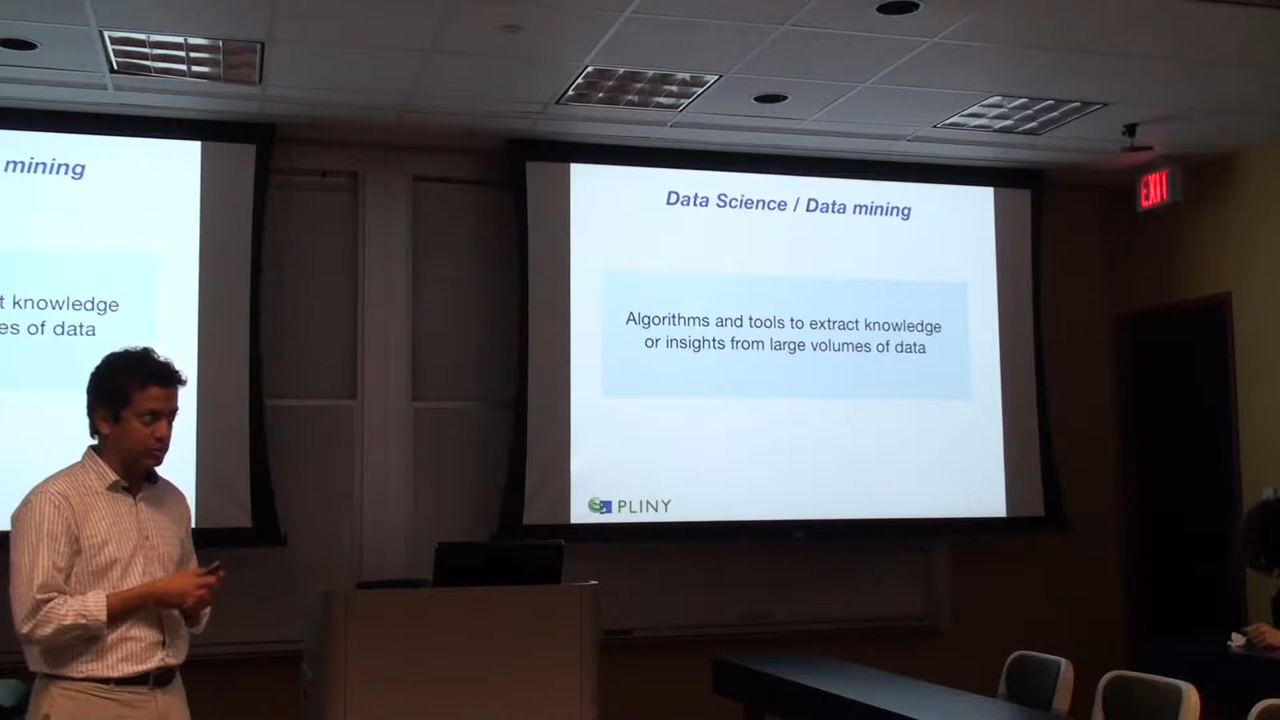 mining
t knowledge
es of data
Data Science / Data mining
Algorithms and tools to extract knowledge
or insights from large volumes of data
PLINY
EXIT